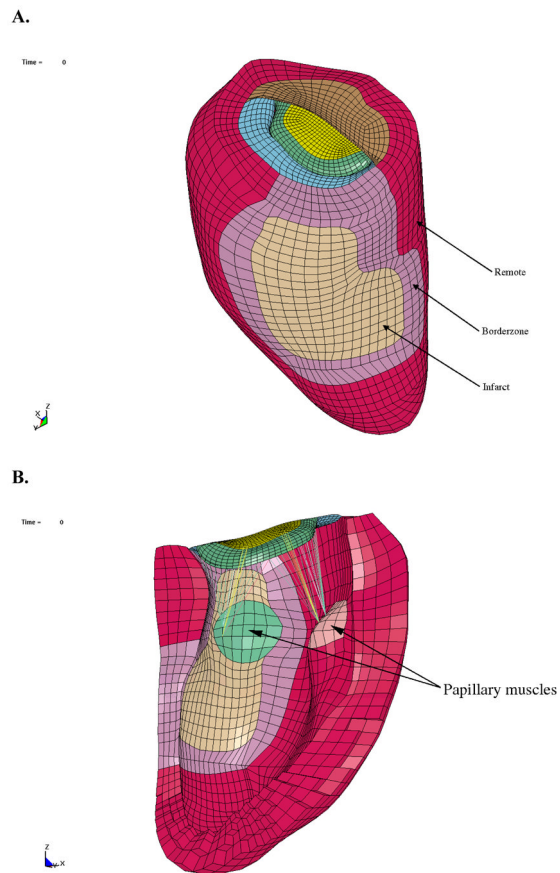 A.
Time = 0
Remote
Borderzone
Infarct
Z
X
Y
B.
Time = 0
Papillary muscles
Z
Y
X